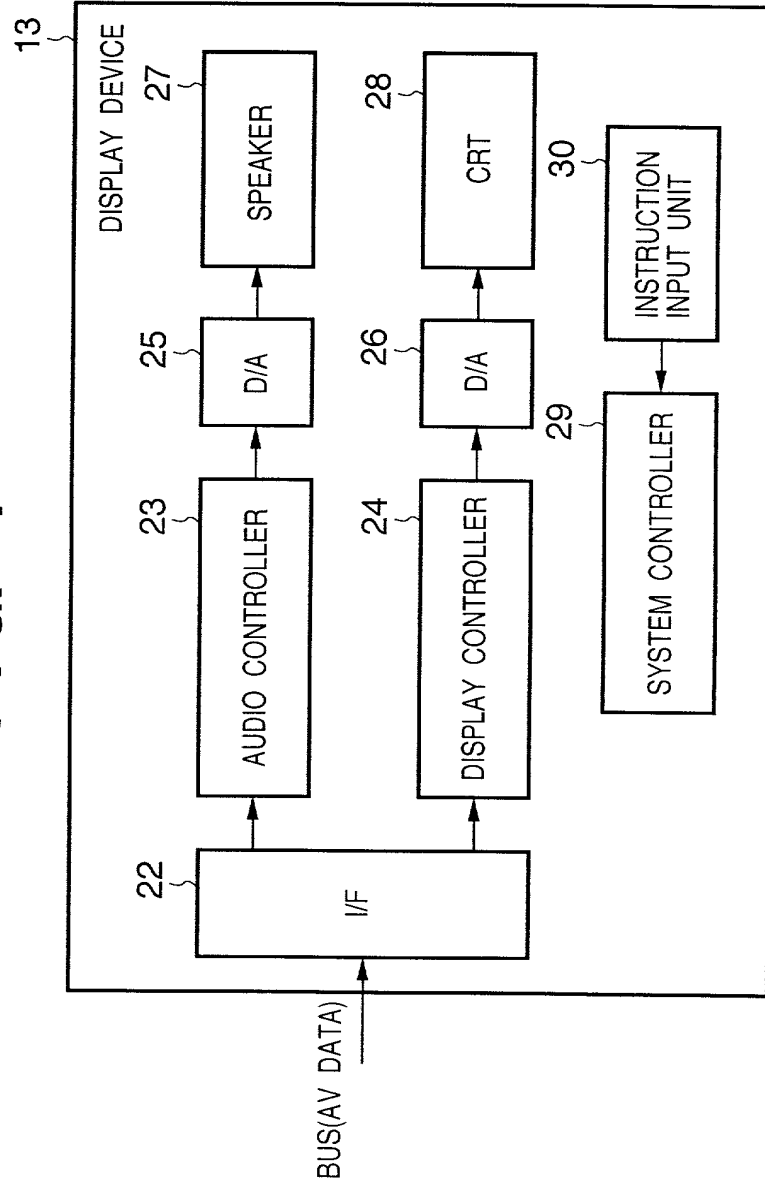 13
DISPLAY DEVICE
22
I/F
BUS(AV DATA)
23
AUDIO CONTROLLER
25
D/A
27
SPEAKER
24
DISPLAY CONTROLLER
26
D/A
28
CRT
29
SYSTEM CONTROLLER
30
INSTRUCTION
INPUT UNIT